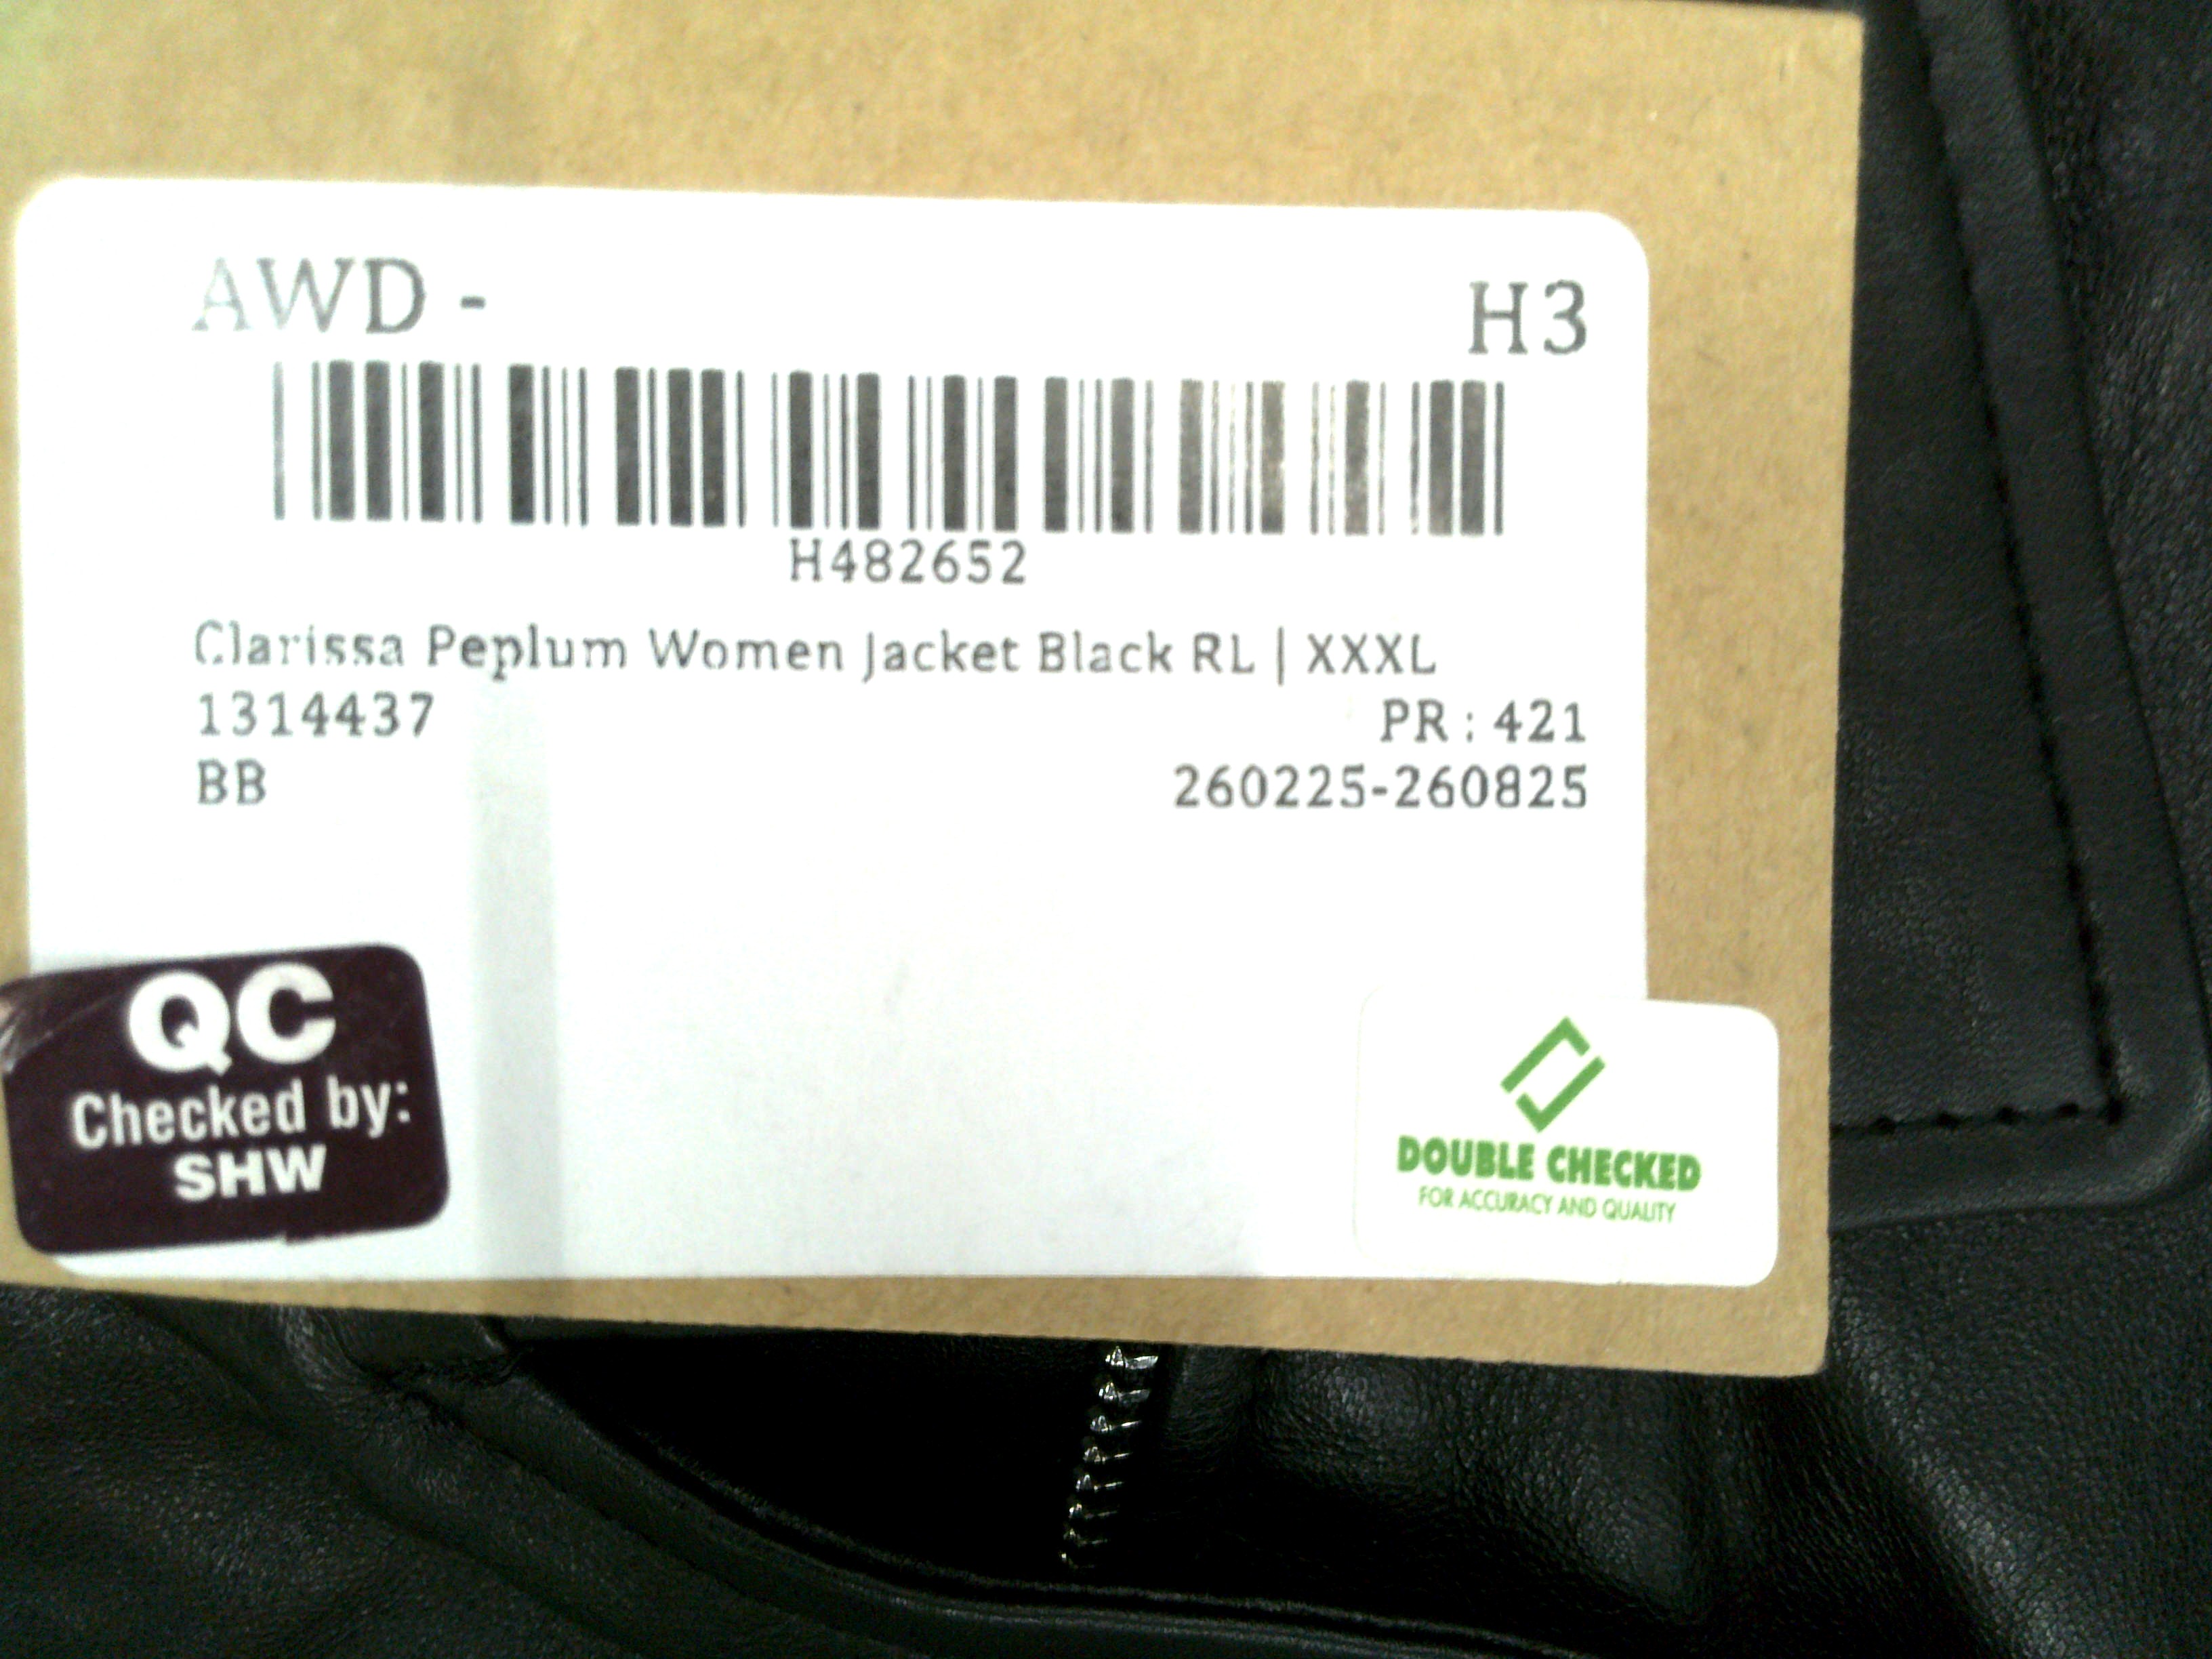 AWD - H3
H482652
Clarissa Peplum Women Jacket Black RL | XXXL
1314437 PR : 421
BB 260225-260825
QC
Checked by:
SHW
DOUBLE CHECKED
FOR ACCURACY AND QUALITY